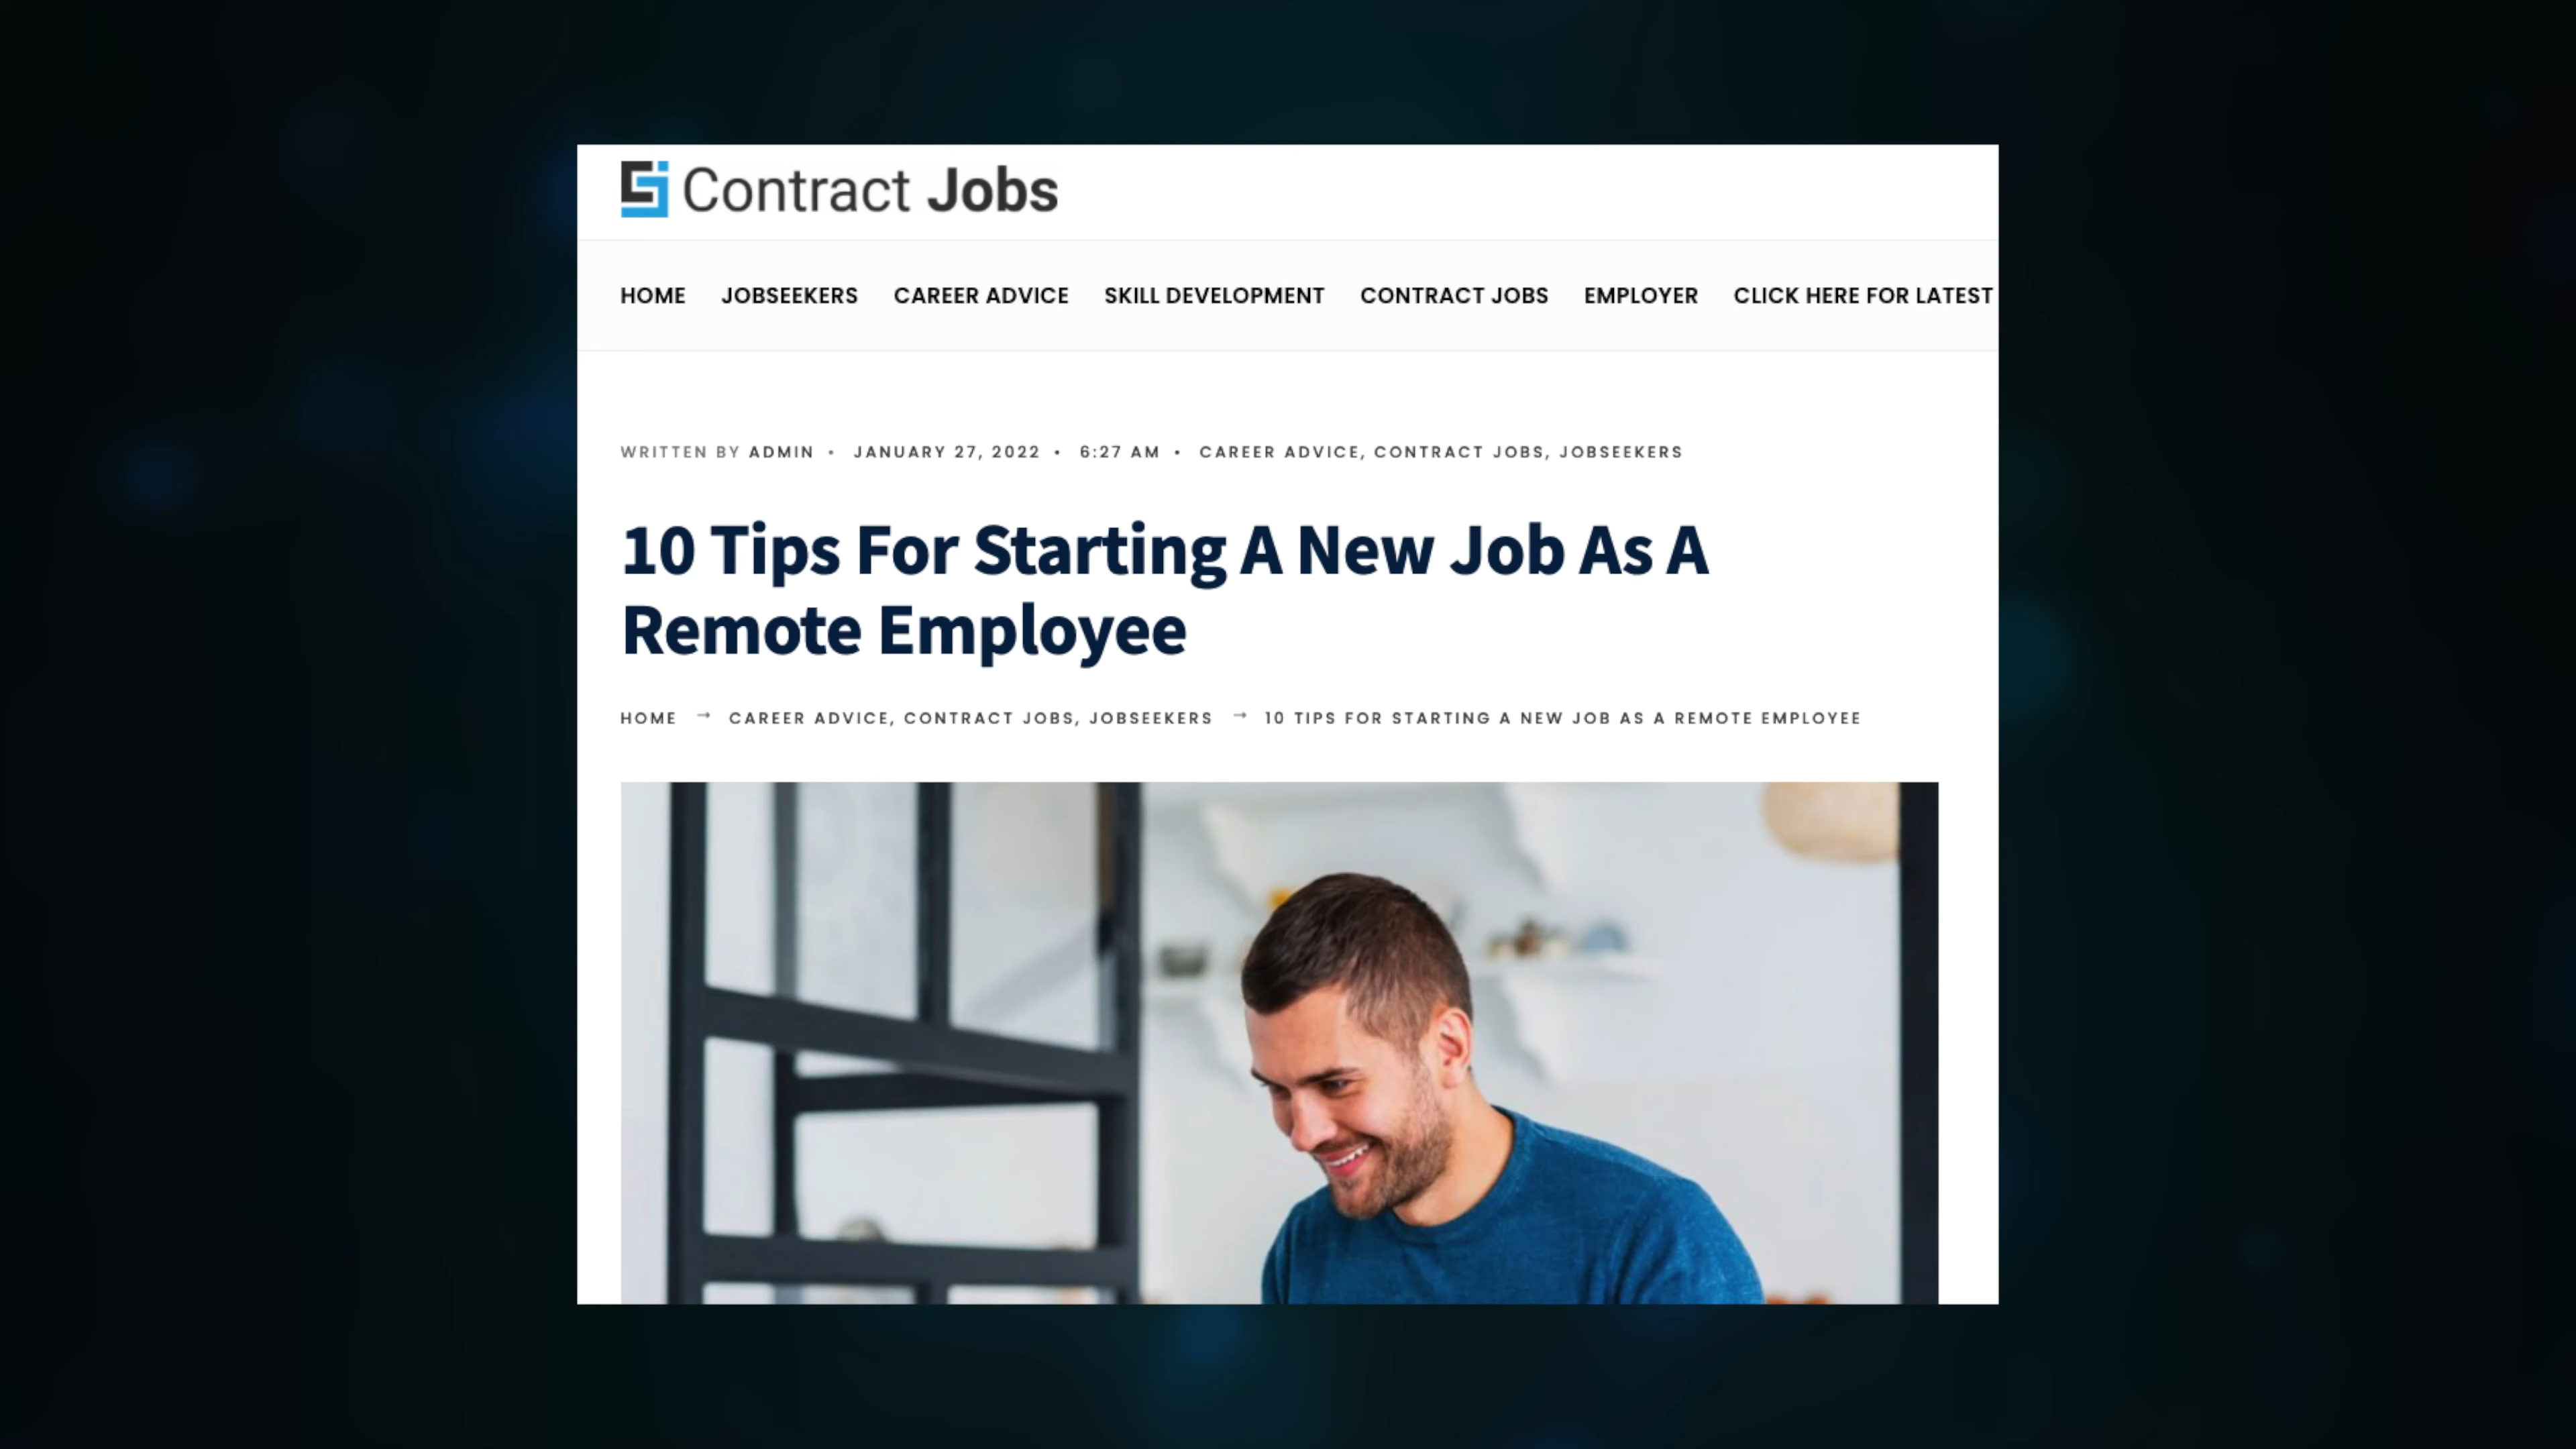 Contract Jobs
HOME JOBSEEKERS CAREER ADVICE SKILL DEVELOPMENT CONTRACT JOBS EMPLOYER CLICK HERE FOR LATEST
WRITTEN BY ADMIN • JANUARY 27, 2022 • 6:27 AM • CAREER ADVICE, CONTRACT JOBS, JOBSEEKERS
10 Tips For Starting A New Job As A
Remote Employee
HOME → CAREER ADVICE, CONTRACT JOBS, JOBSEEKERS → 10 TIPS FOR STARTING A NEW JOB AS A REMOTE EMPLOYEE